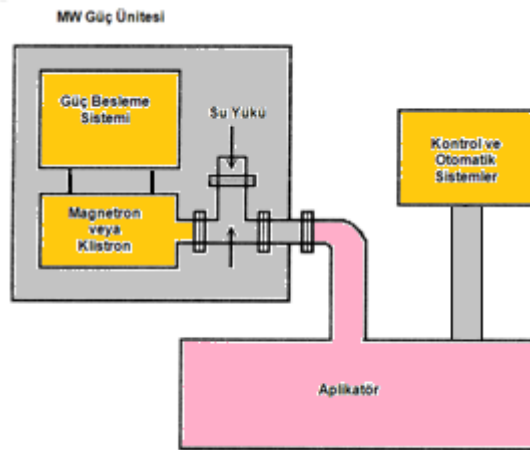 MW Güç Ünitesi
Güç Besleme
Sistemi
Su Yükü
Kontrol ve
Otomatik
Sistemler
Magnetron
veya
Klistron
Aplikatör